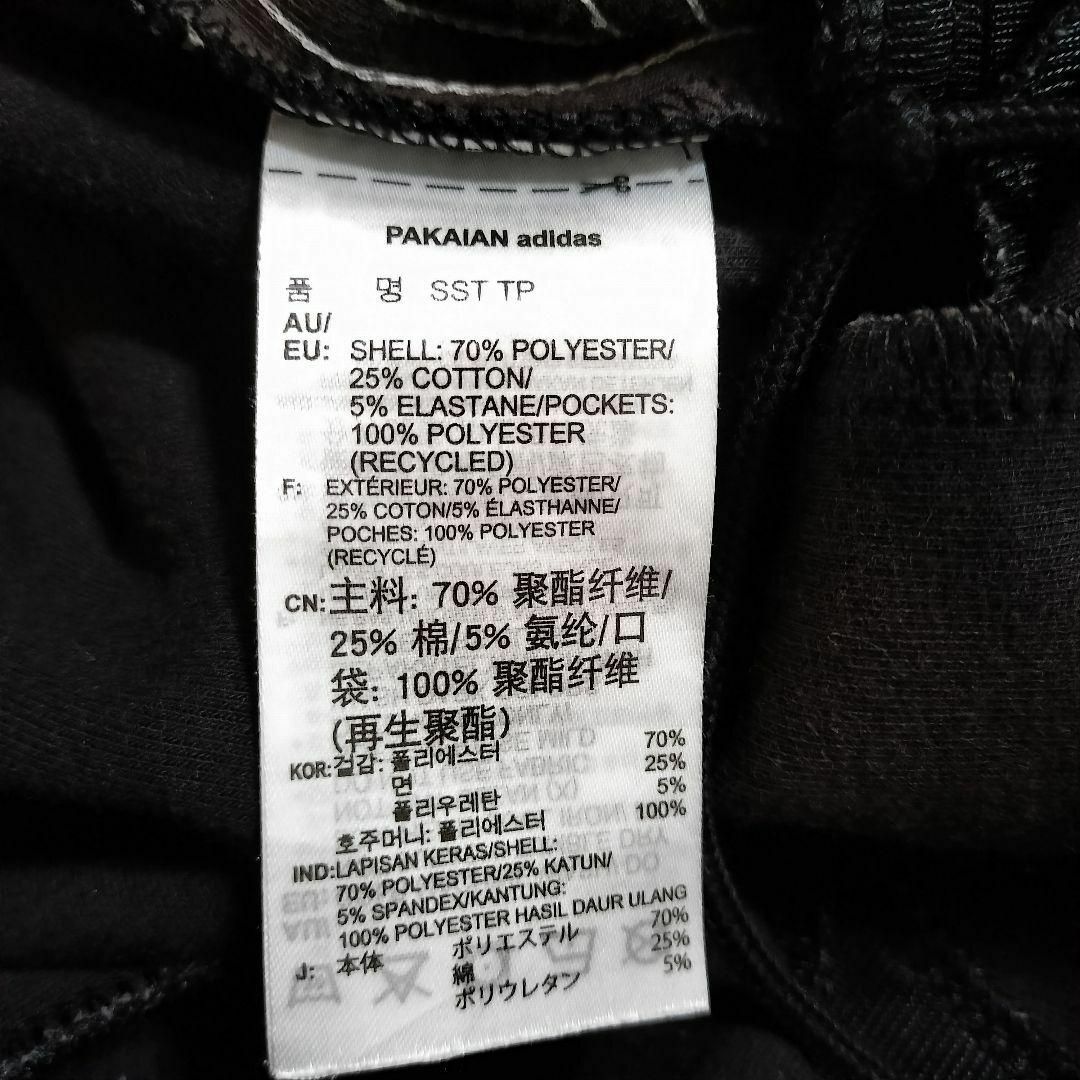 PAKAIAN adidas
품 명 SST TP
AU/
EU: SHELL: 70% POLYESTER/
25% COTTON/
5% ELASTANE/POCKETS:
100% POLYESTER
(RECYCLED)
F: EXTÉRIEUR: 70% POLYESTER/
25% COTON/5% ÉLASTHANNE/
POCHES: 100% POLYESTER
(RECYCLÉ)
CN: 主料: 70% 聚酯纤维/
25% 棉/5% 氨纶/口
袋: 100% 聚酯纤维
(再生聚酯)
KOR: 겉감: 폴리에스터 70%
면 25%
폴리우레탄 5%
호주머니: 폴리에스터 100%
IND: LAPISAN KERAS/SHELL:
70% POLYESTER/25% KATUN/
5% SPANDEX/KANTUNG:
100% POLYESTER HASIL DAUR ULANG
J: 本体 ポリエステル 70%
綿 25%
ポリウレタン 5%